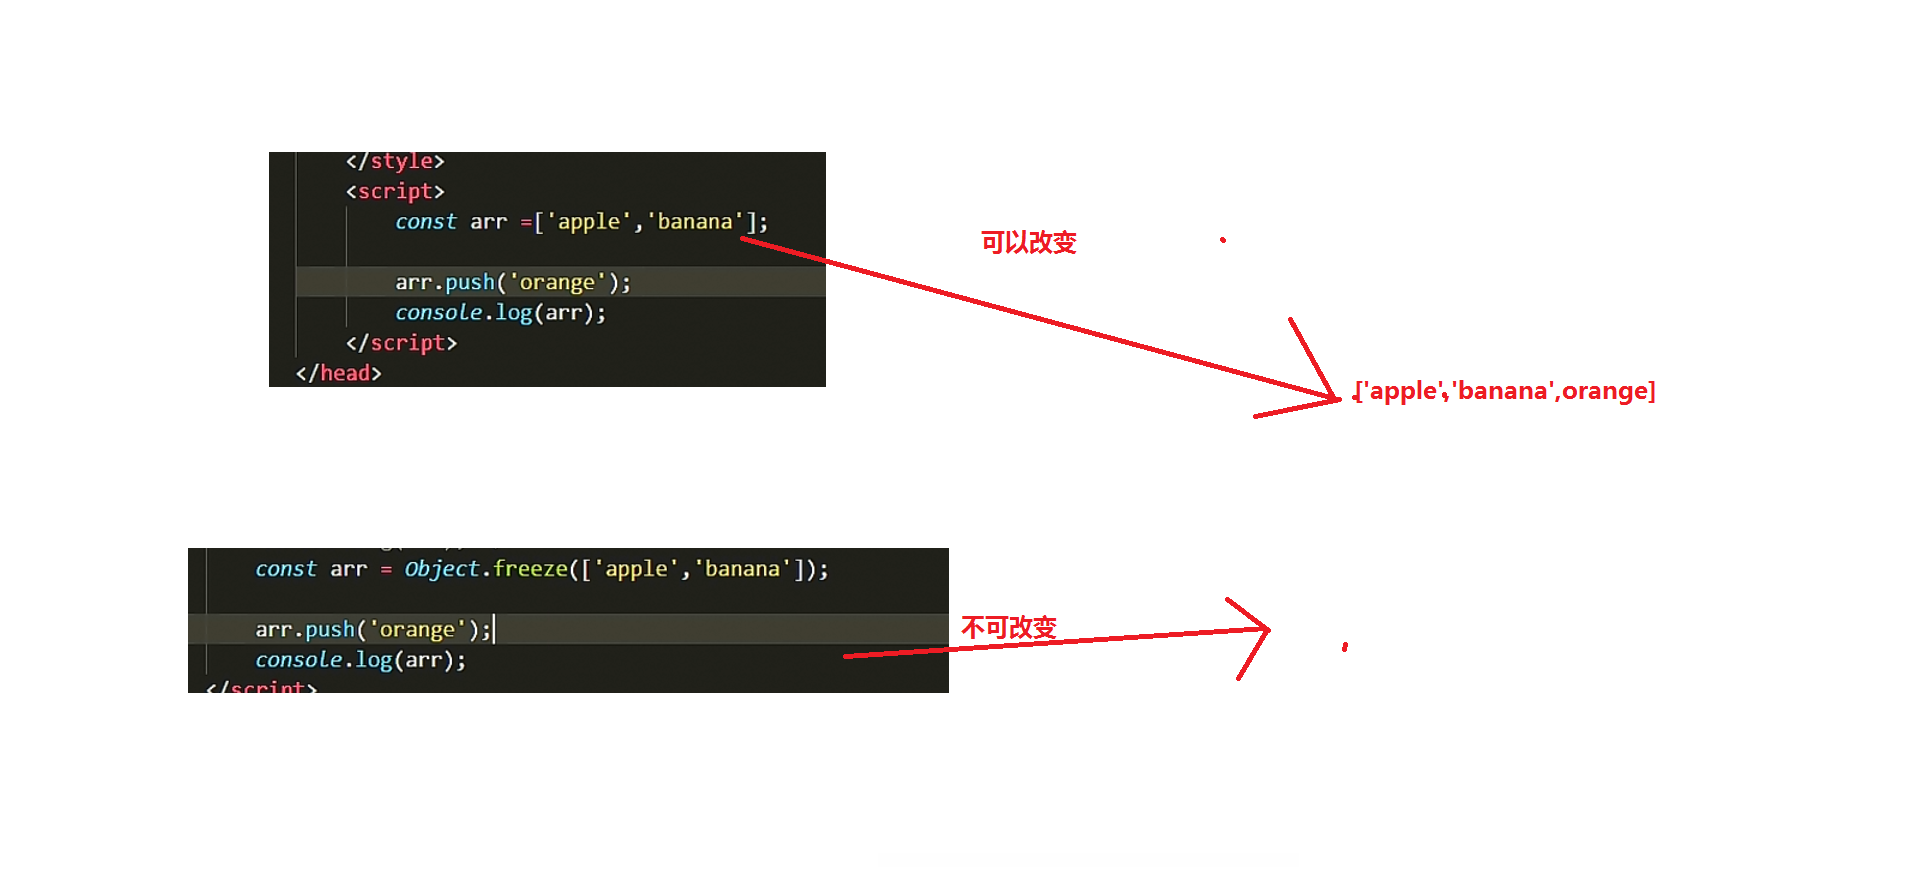 </style>
<script>
const arr =['apple','banana'];
arr.push('orange');
console.log(arr);
</script>
</head>
可以改变
['apple','banana',orange]
const arr = Object.freeze(['apple','banana']);
arr.push('orange');
console.log(arr);
</script>
不可改变